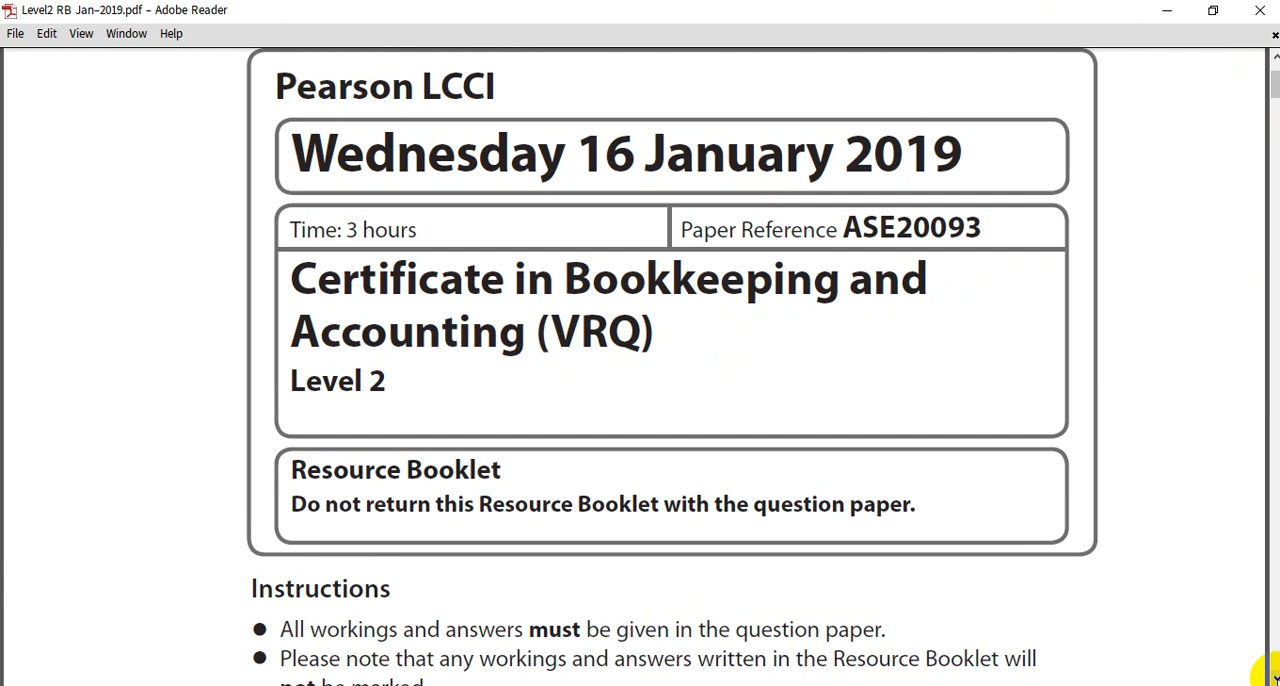 Level2 RB Jan-2019.pdf - Adobe Reader
File Edit View Window Help
Pearson LCCI
Wednesday 16 January 2019
Time: 3 hours
Paper Reference ASE20093
Certificate in Bookkeeping and
Accounting (VRQ)
Level 2
Resource Booklet
Do not return this Resource Booklet with the question paper.
Instructions
● All workings and answers must be given in the question paper.
● Please note that any workings and answers written in the Resource Booklet will
not be marked.